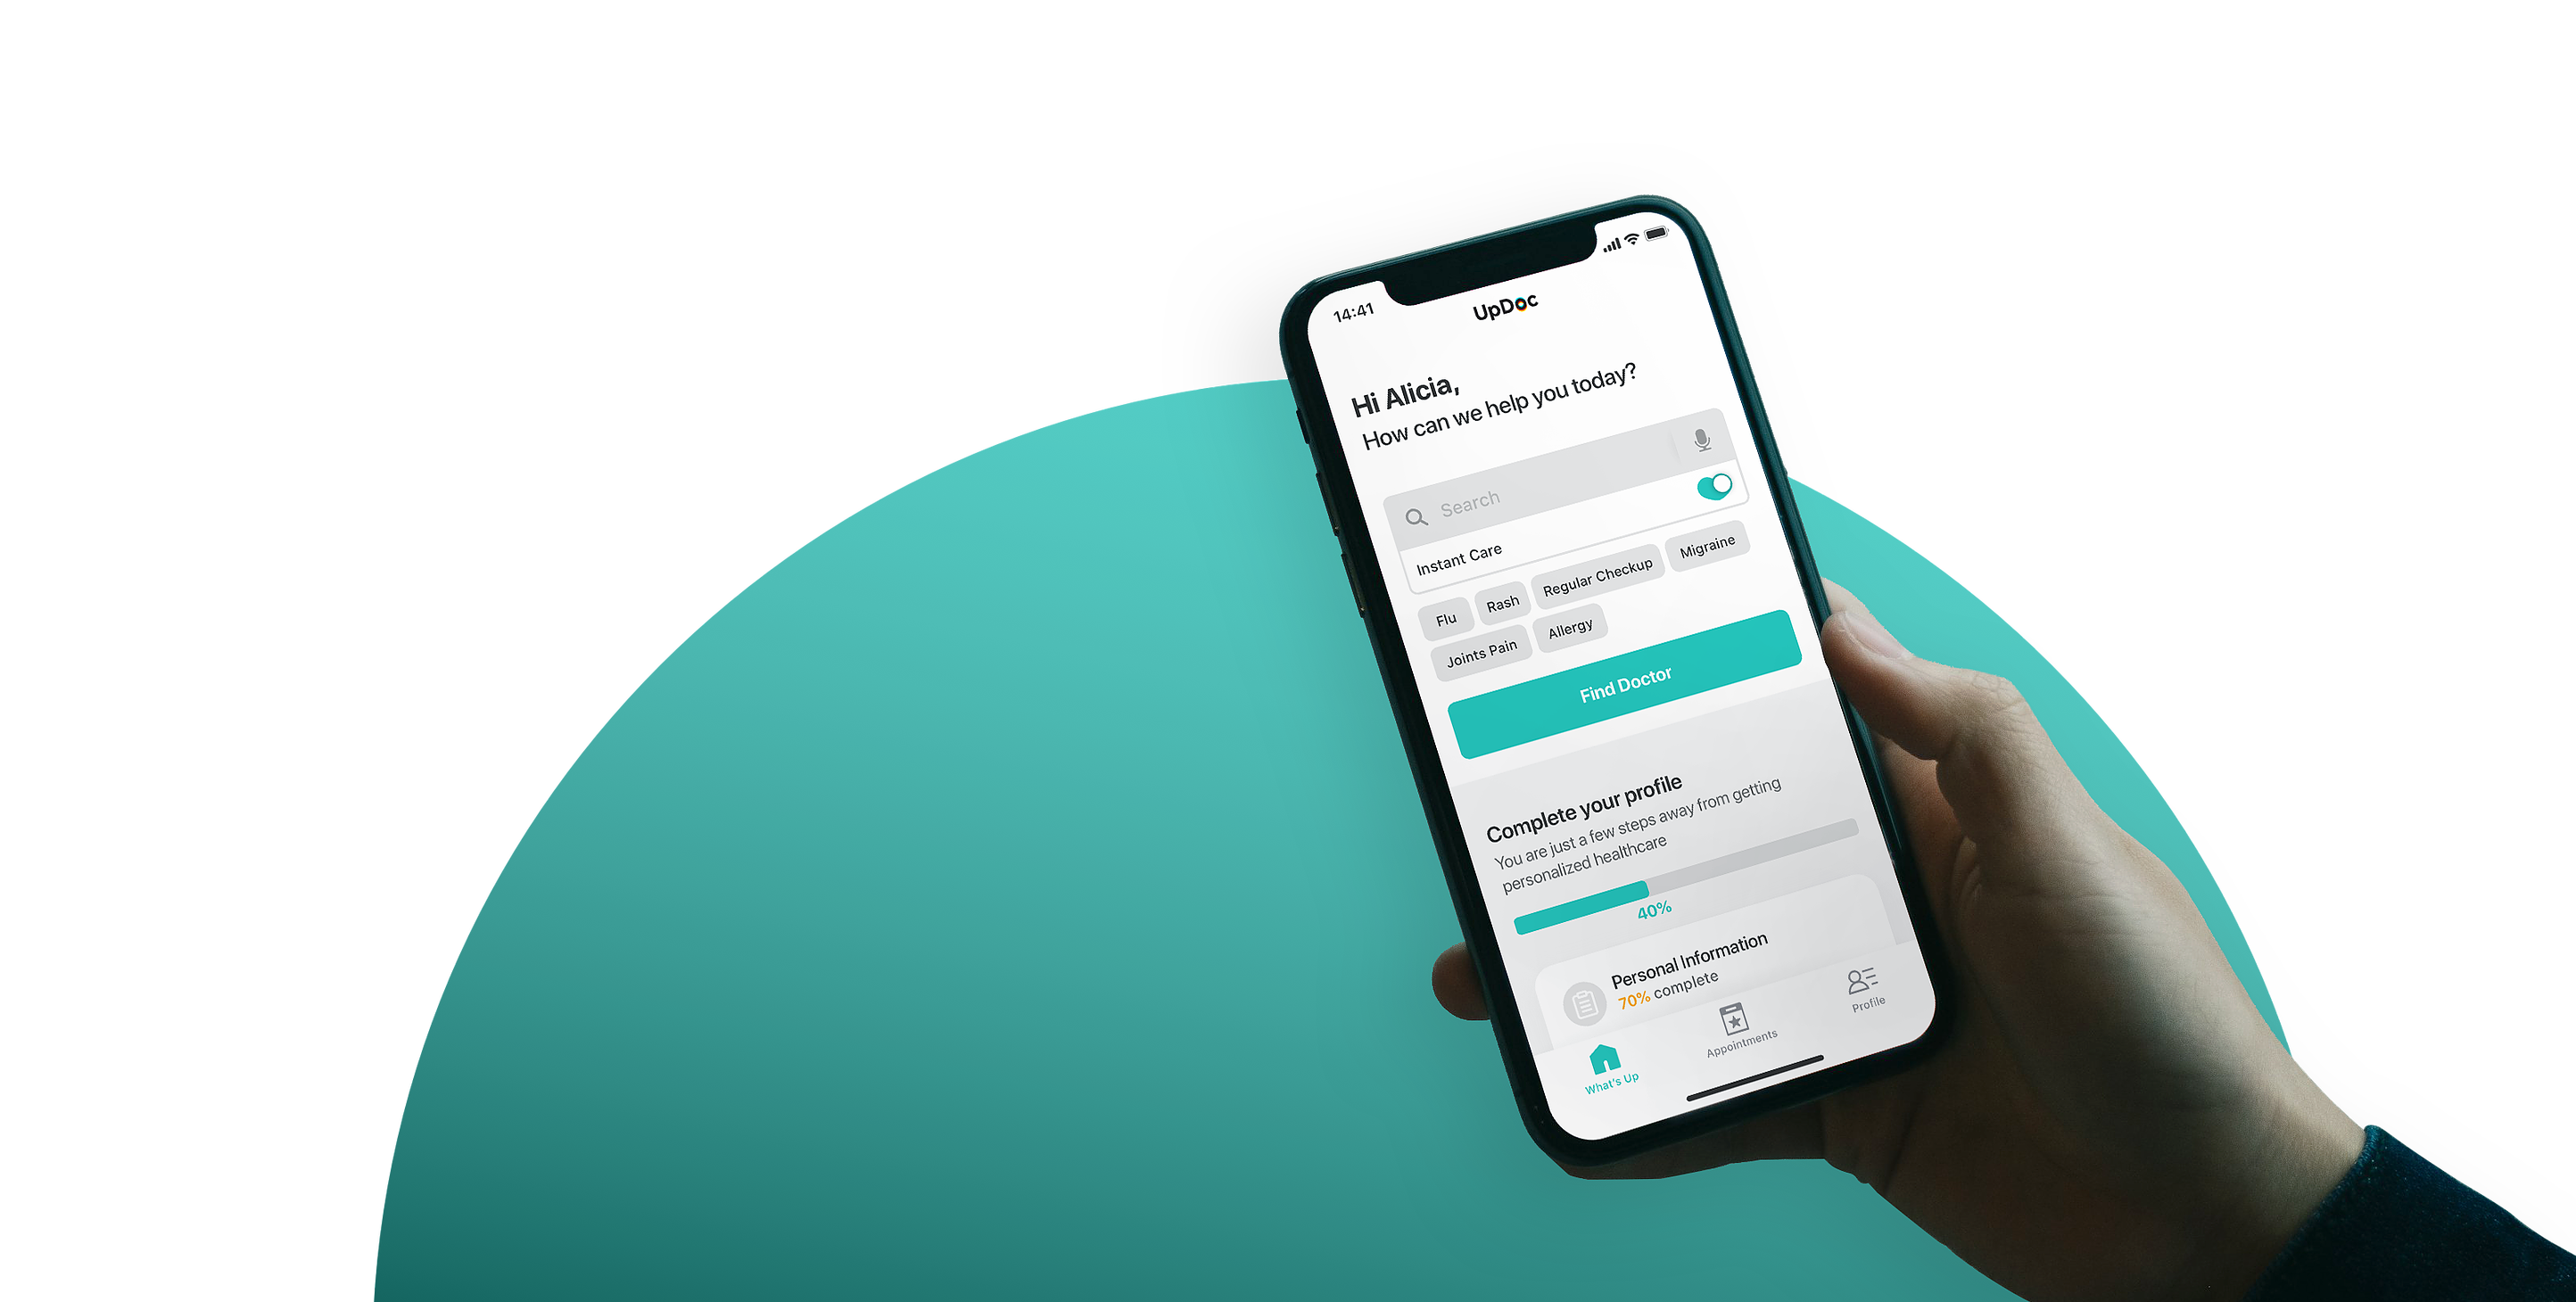 14:41
UpDoc
Hi Alicia,
How can we help you today?
Search
Instant Care
Flu
Rash
Regular Checkup
Migraine
Joints Pain
Allergy
Find Doctor
Complete your profile
You are just a few steps away from getting
personalized healthcare
40%
Personal Information
70% complete
What's Up
Appointments
Profile